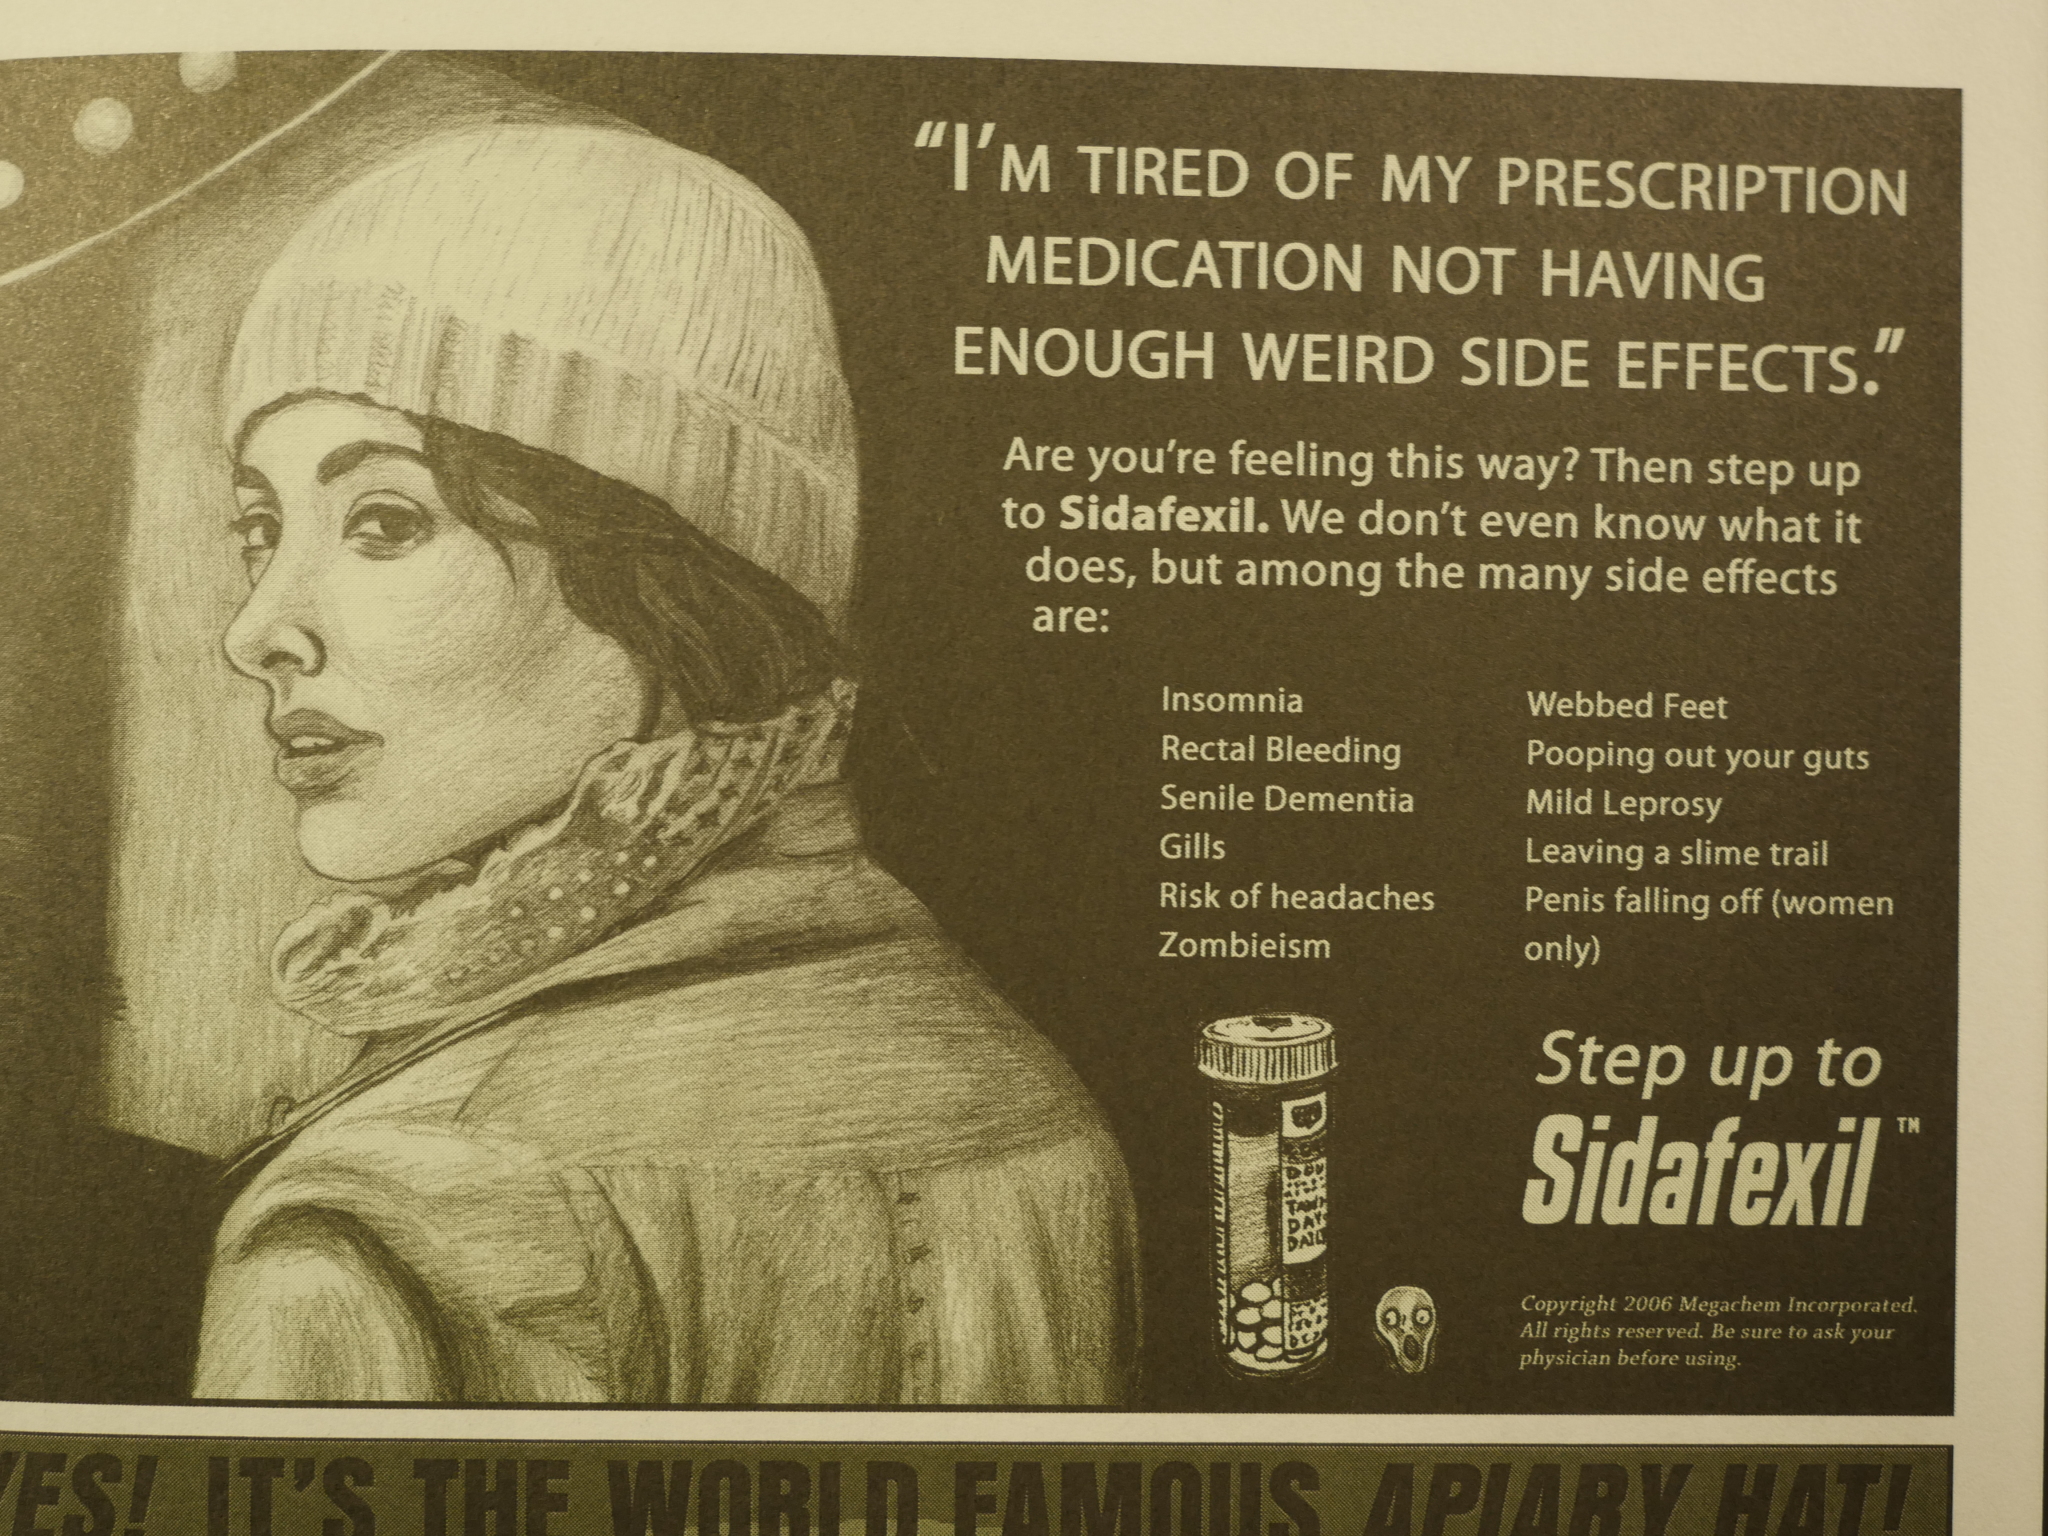 “I’M TIRED OF MY PRESCRIPTION
MEDICATION NOT HAVING
ENOUGH WEIRD SIDE EFFECTS.”
Are you’re feeling this way? Then step up
to Sidafexil. We don’t even know what it
does, but among the many side effects
are:
Insomnia
Rectal Bleeding
Senile Dementia
Gills
Risk of headaches
Zombieism
Webbed Feet
Pooping out your guts
Mild Leprosy
Leaving a slime trail
Penis falling off (women
only)
Step up to
Sidafexil™
Copyright 2006 Megachem Incorporated.
All rights reserved. Be sure to ask your
physician before using.
YES! IT’S THE WORLD FAMOUS APIARY HAT!